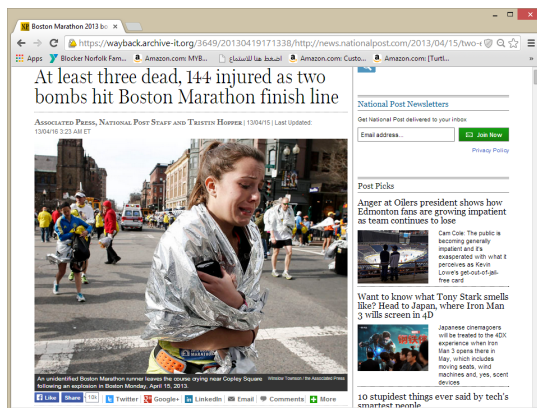 Boston Marathon 2013 bo
https://wayback.archive-it.org/3649/20130419171338/http://news.nationalpost.com/2013/04/15/two-
Apps
Blocker Norfolk Fam...
Amazon.com: MYB...
اضغط هنا للاستماع
Amazon.com: Custo...
Amazon.com: [Turtl...
At least three dead, 144 injured as two
bombs hit Boston Marathon finish line
Associated Press, National Post Staff and Tristin Hopper | 13/04/15 | Last Updated:
13/04/16 3:23 AM ET
An unidentified Boston Marathon runner leaves the course crying near Copley Square
following an explosion in Boston Monday, April 15, 2013.
Winslow Townson / the Associated Press
Like Share 10k Twitter Google+ LinkedIn Email Comments More
National Post Newsletters
Get National Post delivered to your inbox
Email address... Join Now
Privacy Policy
Post Picks
Anger at Oilers president shows how
Edmonton fans are growing impatient
as team continues to lose
Cam Cole: The public is
becoming generally
impatient and it's
exasperated with what it
perceives as Kevin
Lowe's get-out-of-jail-
free card
Want to know what Tony Stark smells
like? Head to Japan, where Iron Man
3 wills screen in 4D
Japanese cinemagoers
will be treated to the 4DX
experience when Iron
Man 3 opens there in
May, which includes
moving seats, wind
machines and, yes, scent
devices
10 stupidest things ever said by tech's
smartest people